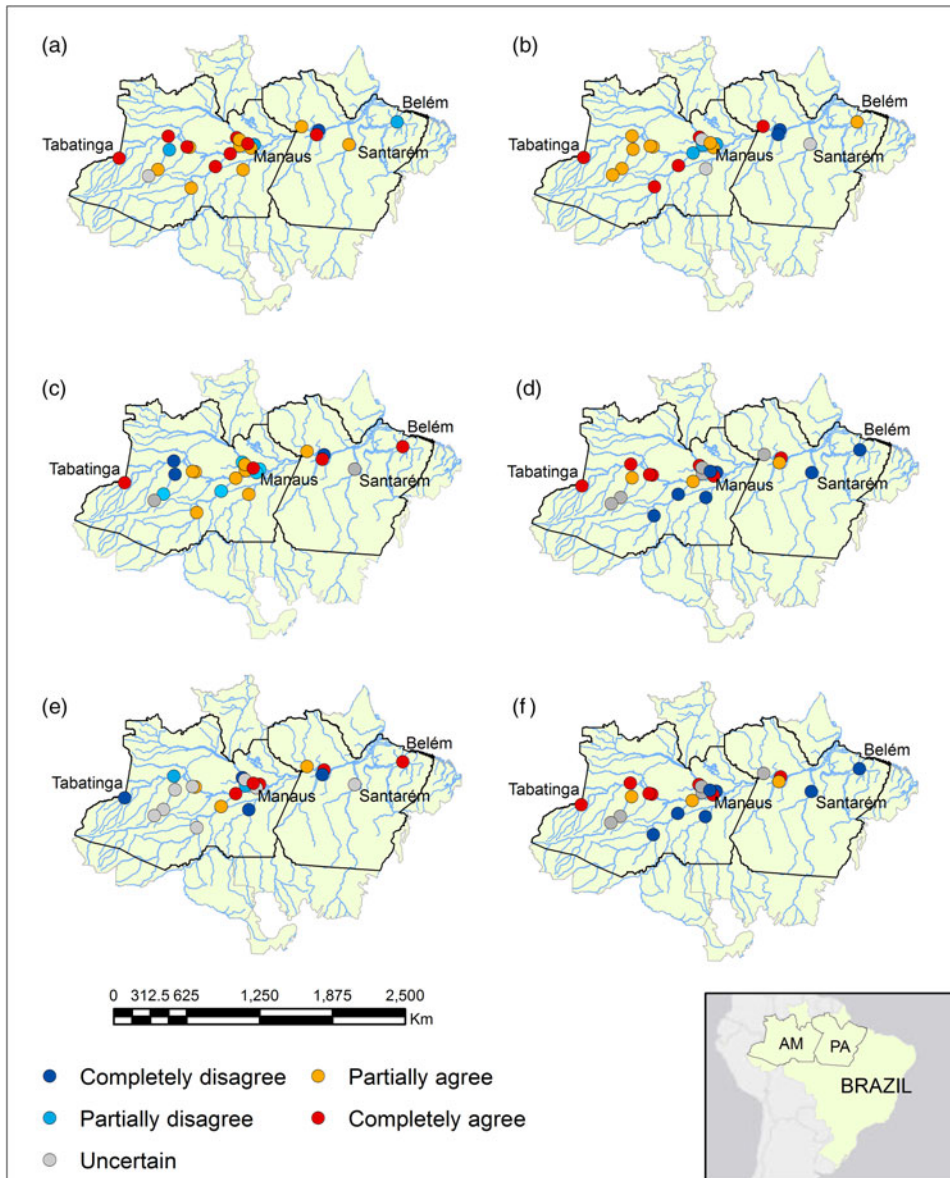 (a)
Tabatinga
Manaus
Santarém
Belém
(b)
Tabatinga
Manaus
Santarém
Belém
(c)
Tabatinga
Manaus
Santarém
Belém
(d)
Tabatinga
Manaus
Santarém
Belém
(e)
Tabatinga
Manaus
Santarém
Belém
(f)
Tabatinga
Manaus
Santarém
Belém
0 312.5 625 1,250 1,875 2,500
Km
Completely disagree
Partially disagree
Uncertain
Partially agree
Completely agree
AM
PA
BRAZIL